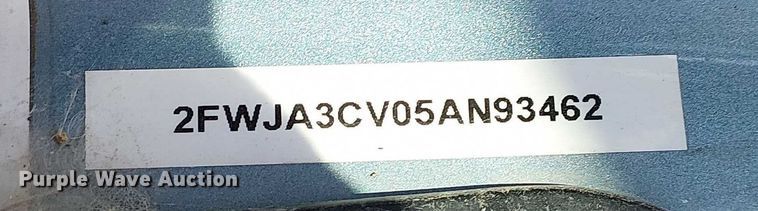 2FWJA3CV05AN93462
Purple Wave Auction